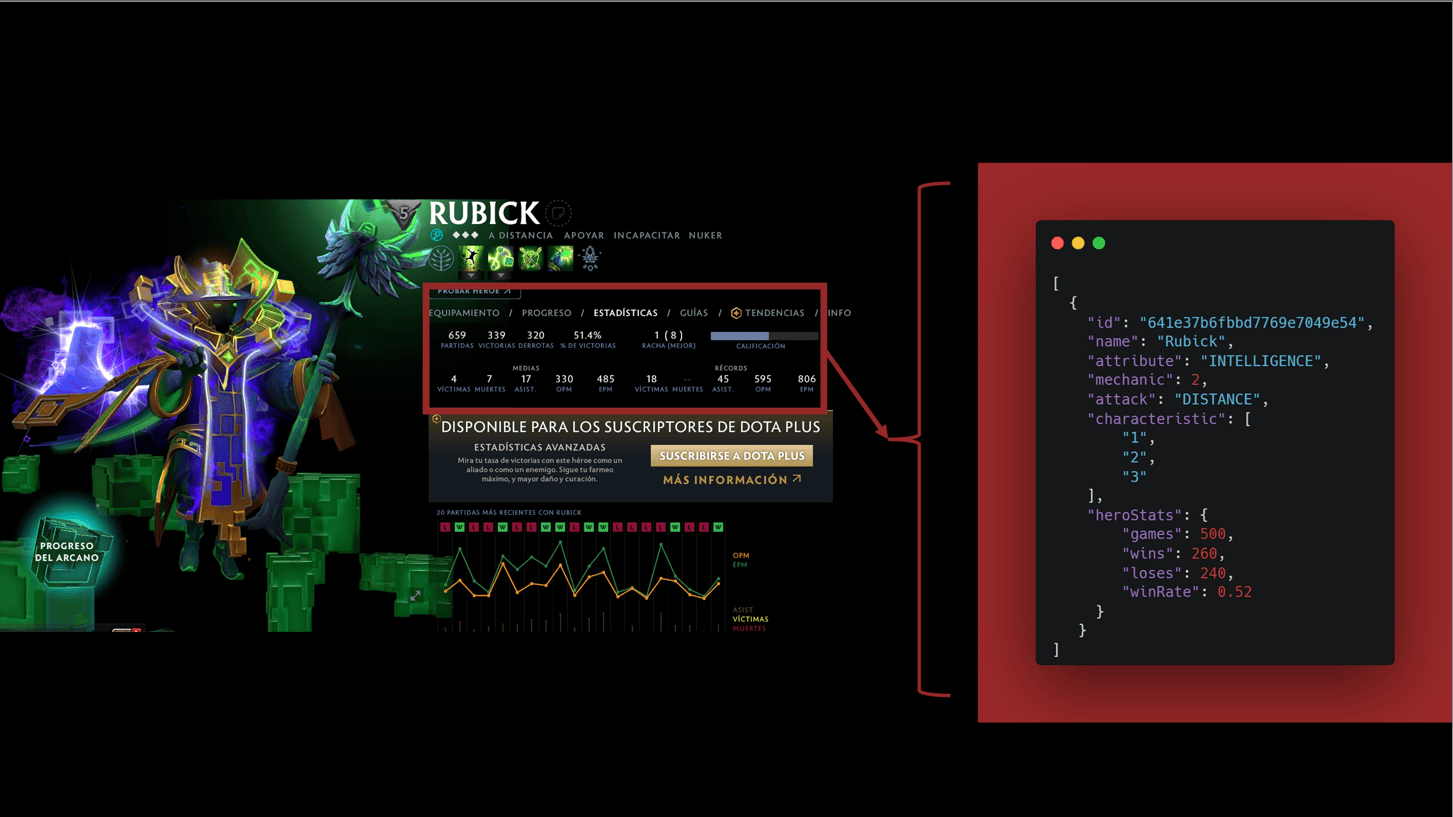 5
RUBICK
A DISTANCIA APOYAR INCAPACITAR NUKER
PROBAR HÉROE
EQUIPAMIENTO / PROGRESO / ESTADÍSTICAS / GUÍAS / TENDENCIAS / INFO
659 339 320 51.4% 1 ( 8 )
PARTIDAS VICTORIAS DERROTAS % DE VICTORIAS RACHA (MEJOR) CALIFICACIÓN
MEDIAS RÉCORDS
4 7 17 330 485 18 -- 45 595 806
VÍCTIMAS MUERTES ASIST. OPM EPM VÍCTIMAS MUERTES ASIST. OPM EPM
DISPONIBLE PARA LOS SUSCRIPTORES DE DOTA PLUS
ESTADÍSTICAS AVANZADAS
Mira tu tasa de victorias con este héroe como un
aliado o como un enemigo. Sigue tu farmeo
máximo, y mayor daño y curación.
SUSCRIBIRSE A DOTA PLUS
MÁS INFORMACIÓN
20 PARTIDAS MÁS RECIENTES CON RUBICK
L W L L W L L W W L W W L L L L W L L W
OPM
EPM
ASIST.
VÍCTIMAS
MUERTES
PROGRESO
DEL ARCANO
[
{
"id": "641e37b6fbbd7769e7049e54",
"name": "Rubick",
"attribute": "INTELLIGENCE",
"mechanic": 2,
"attack": "DISTANCE",
"characteristic": [
"1",
"2",
"3"
],
"heroStats": {
"games": 500,
"wins": 260,
"loses": 240,
"winRate": 0.52
}
}
]